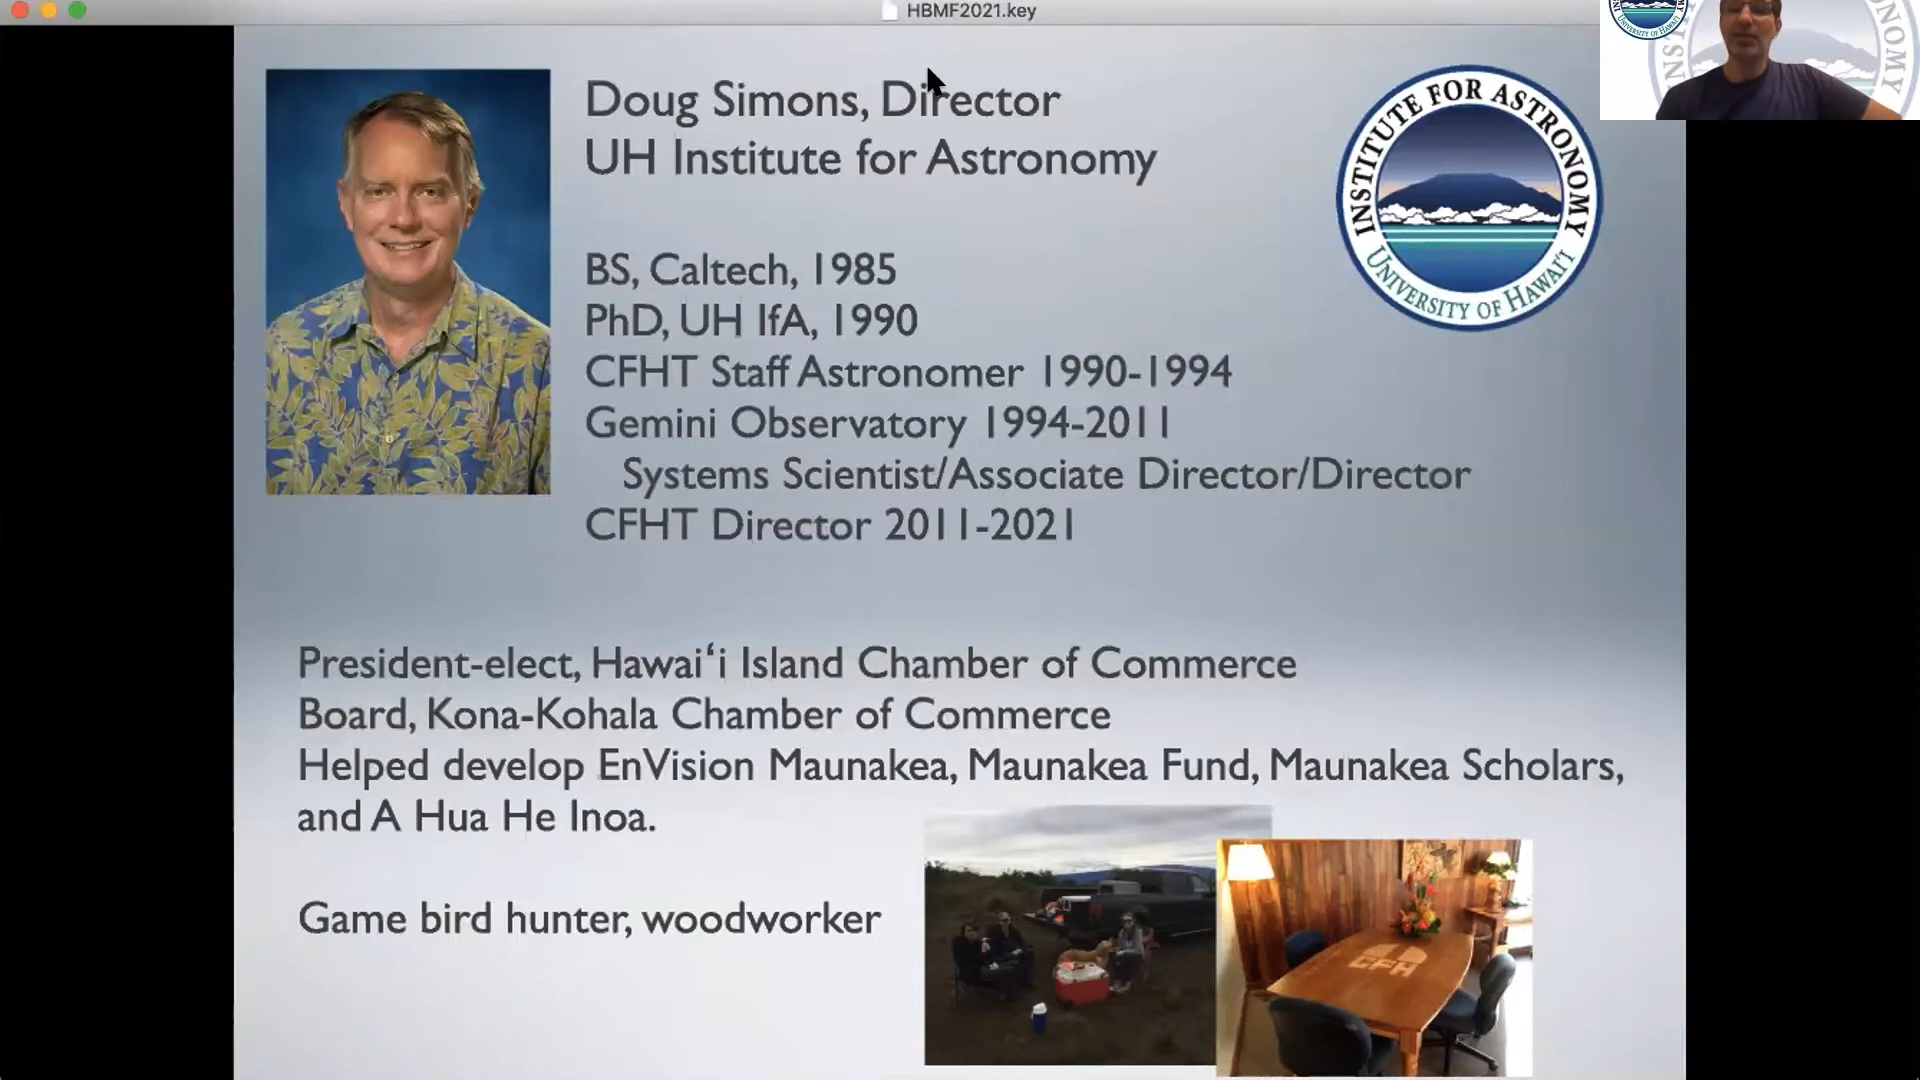 HBMF2021.key
Doug Simons, Director
UH Institute for Astronomy
INSTITUTE FOR ASTRONOMY
UNIVERSITY OF HAWAI‘I
BS, Caltech, 1985
PhD, UH IfA, 1990
CFHT Staff Astronomer 1990-1994
Gemini Observatory 1994-2011
Systems Scientist/Associate Director/Director
CFHT Director 2011-2021
President-elect, Hawai‘i Island Chamber of Commerce
Board, Kona-Kohala Chamber of Commerce
Helped develop EnVision Maunakea, Maunakea Fund, Maunakea Scholars,
and A Hua He Inoa.
Game bird hunter, woodworker
CFH